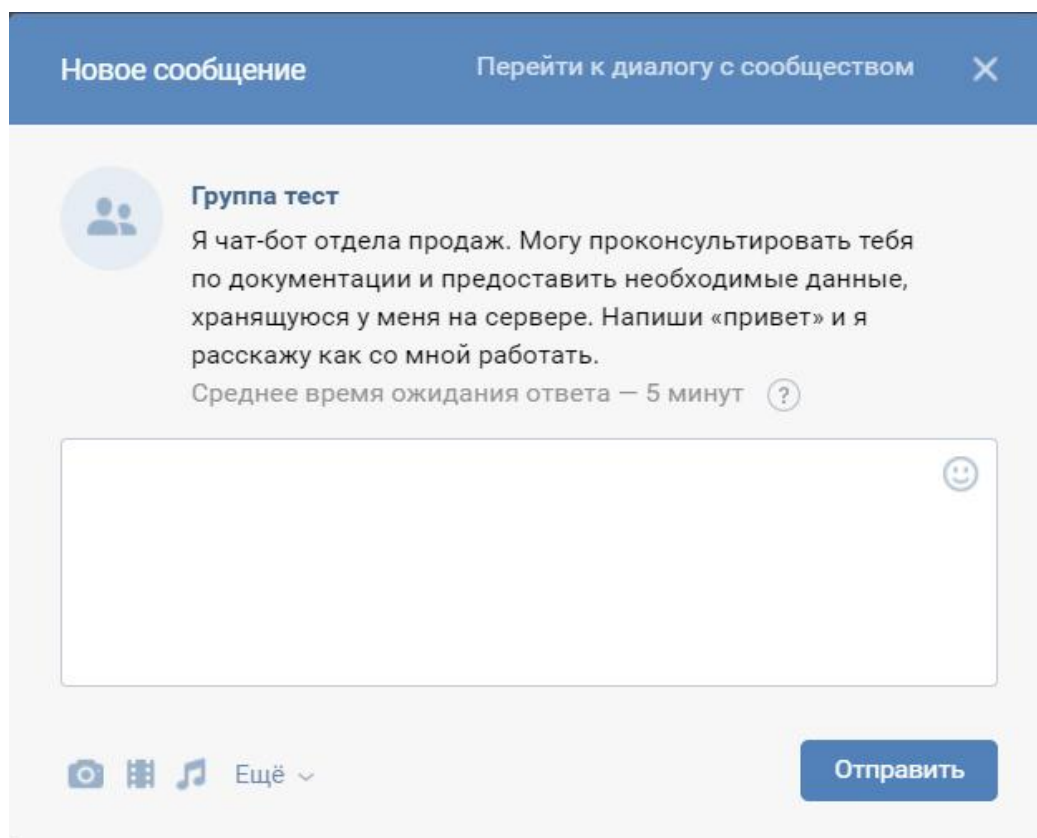 Новое сообщение Перейти к диалогу с сообществом
Группа тест
Я чат-бот отдела продаж. Могу проконсультировать тебя
по документации и предоставить необходимые данные,
хранящуюся у меня на сервере. Напиши «привет» и я
расскажу как со мной работать.
Среднее время ожидания ответа — 5 минут ?
Ещё
Отправить